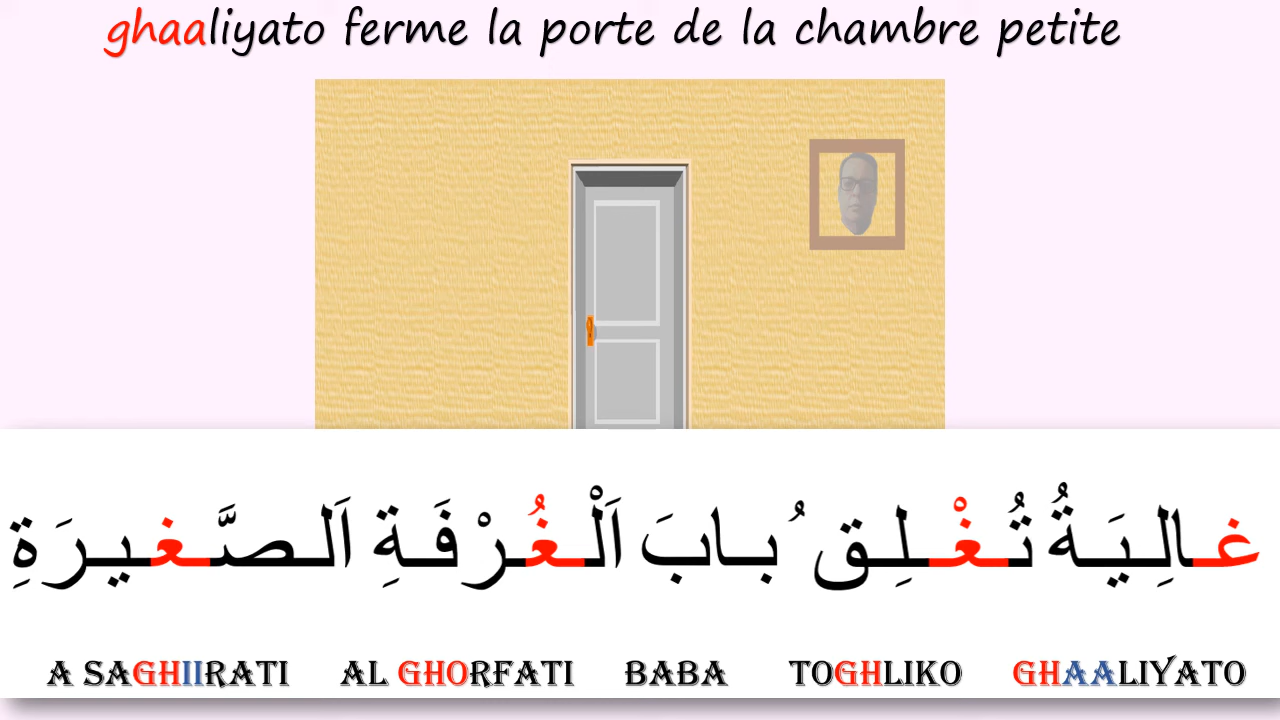 ghaaliyato ferme la porte de la chambre petite
غَالِيَةُ تُغْلِقُ بَابَ اَلْغُرْفَةِ اَلصَّغِيرَةِ
A SAGHIIRATI AL GHORFATI BABA TOGHLIKO GHAALIYATO